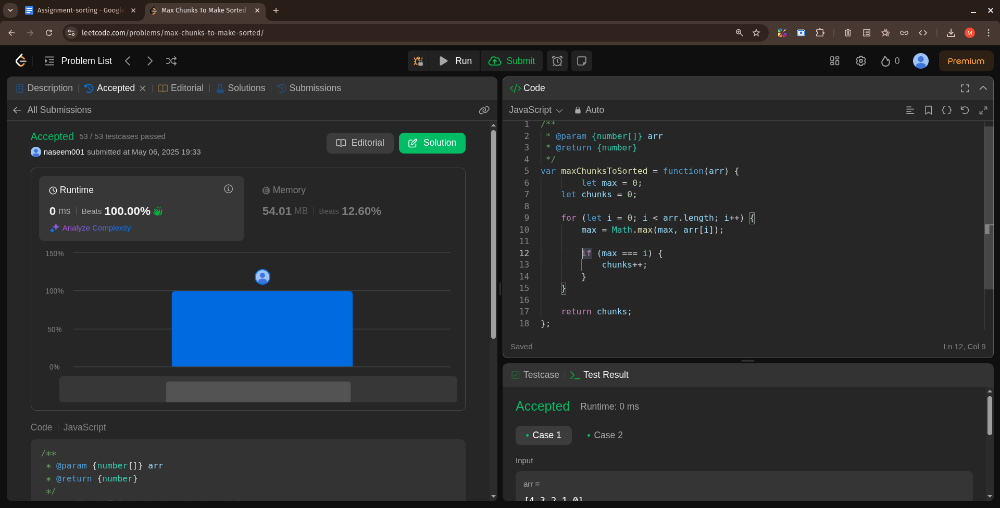 Assignment-sorting - Google
Max Chunks To Make Sorted
leetcode.com/problems/max-chunks-to-make-sorted/
M
Problem List
Run
Submit
0
Premium
Description
Accepted
Editorial
Solutions
Submissions
All Submissions
Accepted 53 / 53 testcases passed
naseem001 submitted at May 06, 2025 19:33
Editorial
Solution
Runtime
0 ms Beats 100.00%
Analyze Complexity
Memory
54.01 MB Beats 12.60%
150%
100%
50%
0%
Code JavaScript
/**
* @param {number[]} arr
* @return {number}
*/
Code
JavaScript
Auto
1 /**
2 * @param {number[]} arr
3 * @return {number}
4 */
5 var maxChunksToSorted = function(arr) {
6 let max = 0;
7 let chunks = 0;
8
9 for (let i = 0; i < arr.length; i++) {
10 max = Math.max(max, arr[i]);
11
12 if (max === i) {
13 chunks++;
14 }
15 }
16
17 return chunks;
18 };
Saved
Ln 12, Col 9
Testcase
Test Result
Accepted Runtime: 0 ms
Case 1
Case 2
Input
arr =
[4,3,2,1,0]